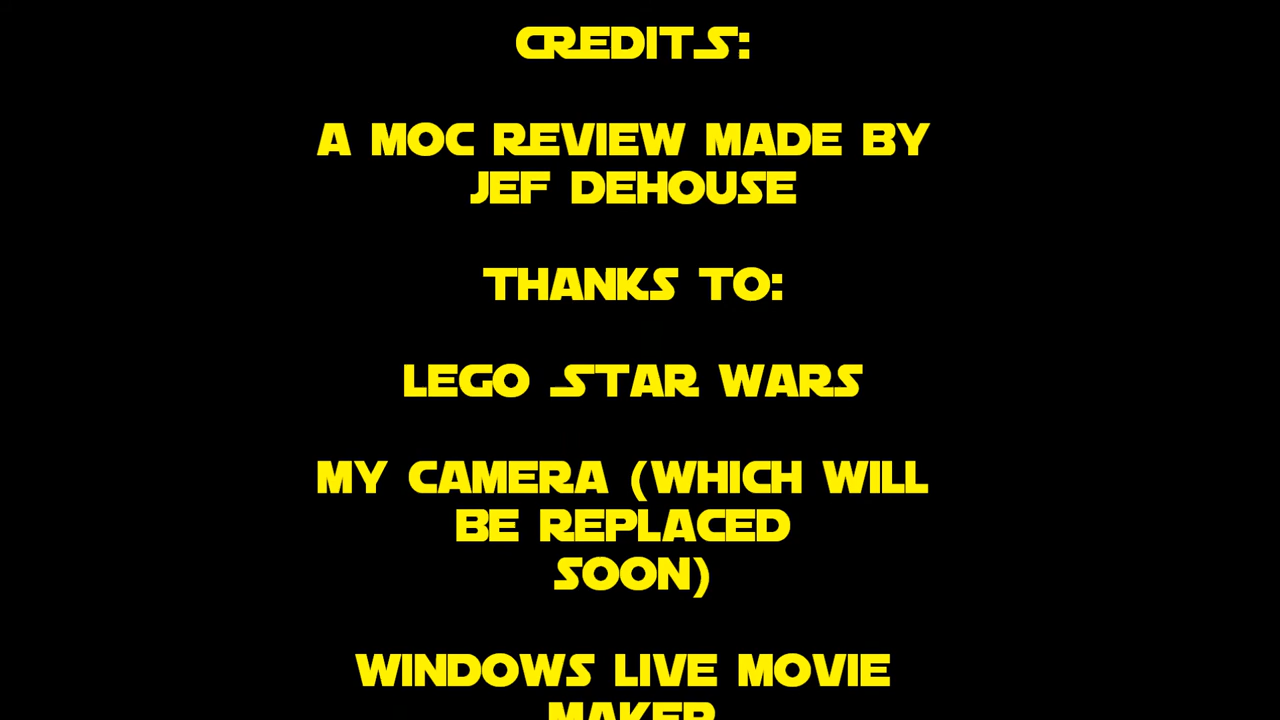 CREDITS:
A MOC REVIEW MADE BY
JEF DEHOUSE
THANKS TO:
LEGO STAR WARS
MY CAMERA (WHICH WILL
BE REPLACED
SOON)
WINDOWS LIVE MOVIE
MAKER